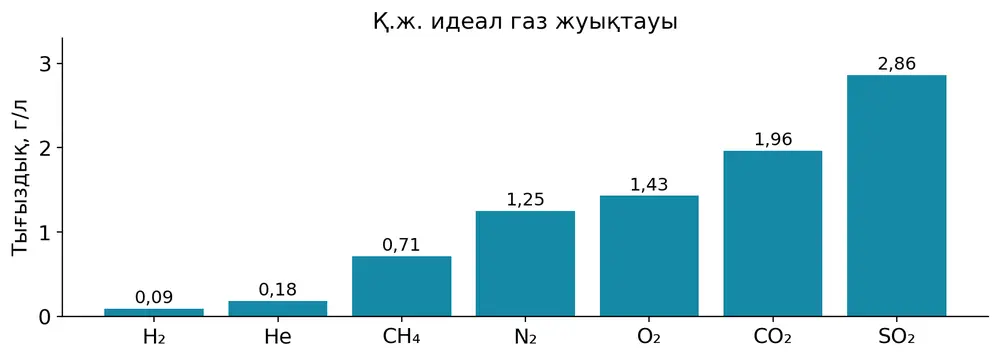 Қ.ж. идеал газ жуықтауы
Тығыздық, г/л
3
2
1
0
0,09
0,18
0,71
1,25
1,43
1,96
2,86
H₂
He
CH₄
N₂
O₂
CO₂
SO₂